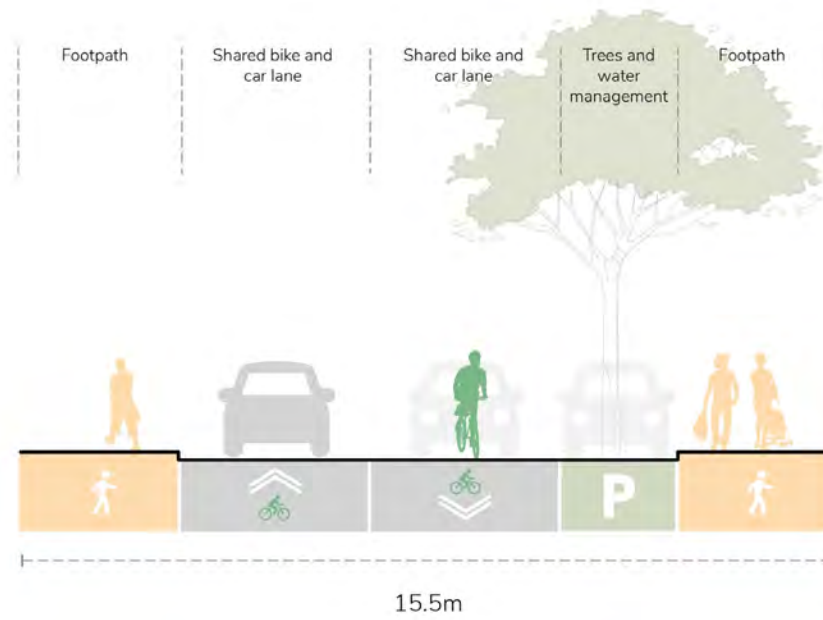 Footpath
Shared bike and
car lane
Shared bike and
car lane
Trees and
water
management
Footpath
P
15.5m